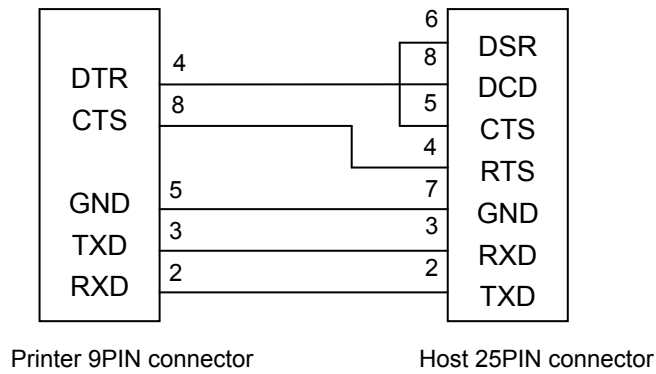 DTR
CTS
GND
TXD
RXD
4
8
5
3
2
6
8
5
4
7
3
2
DSR
DCD
CTS
RTS
GND
RXD
TXD
Printer 9PIN connector
Host 25PIN connector